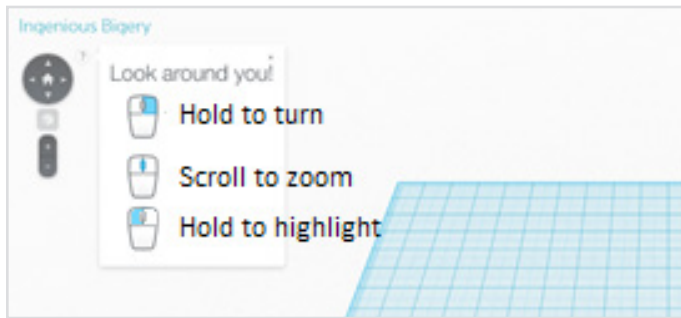 Ingenious Bigery
?
Look around you!
Hold to turn
Scroll to zoom
Hold to highlight